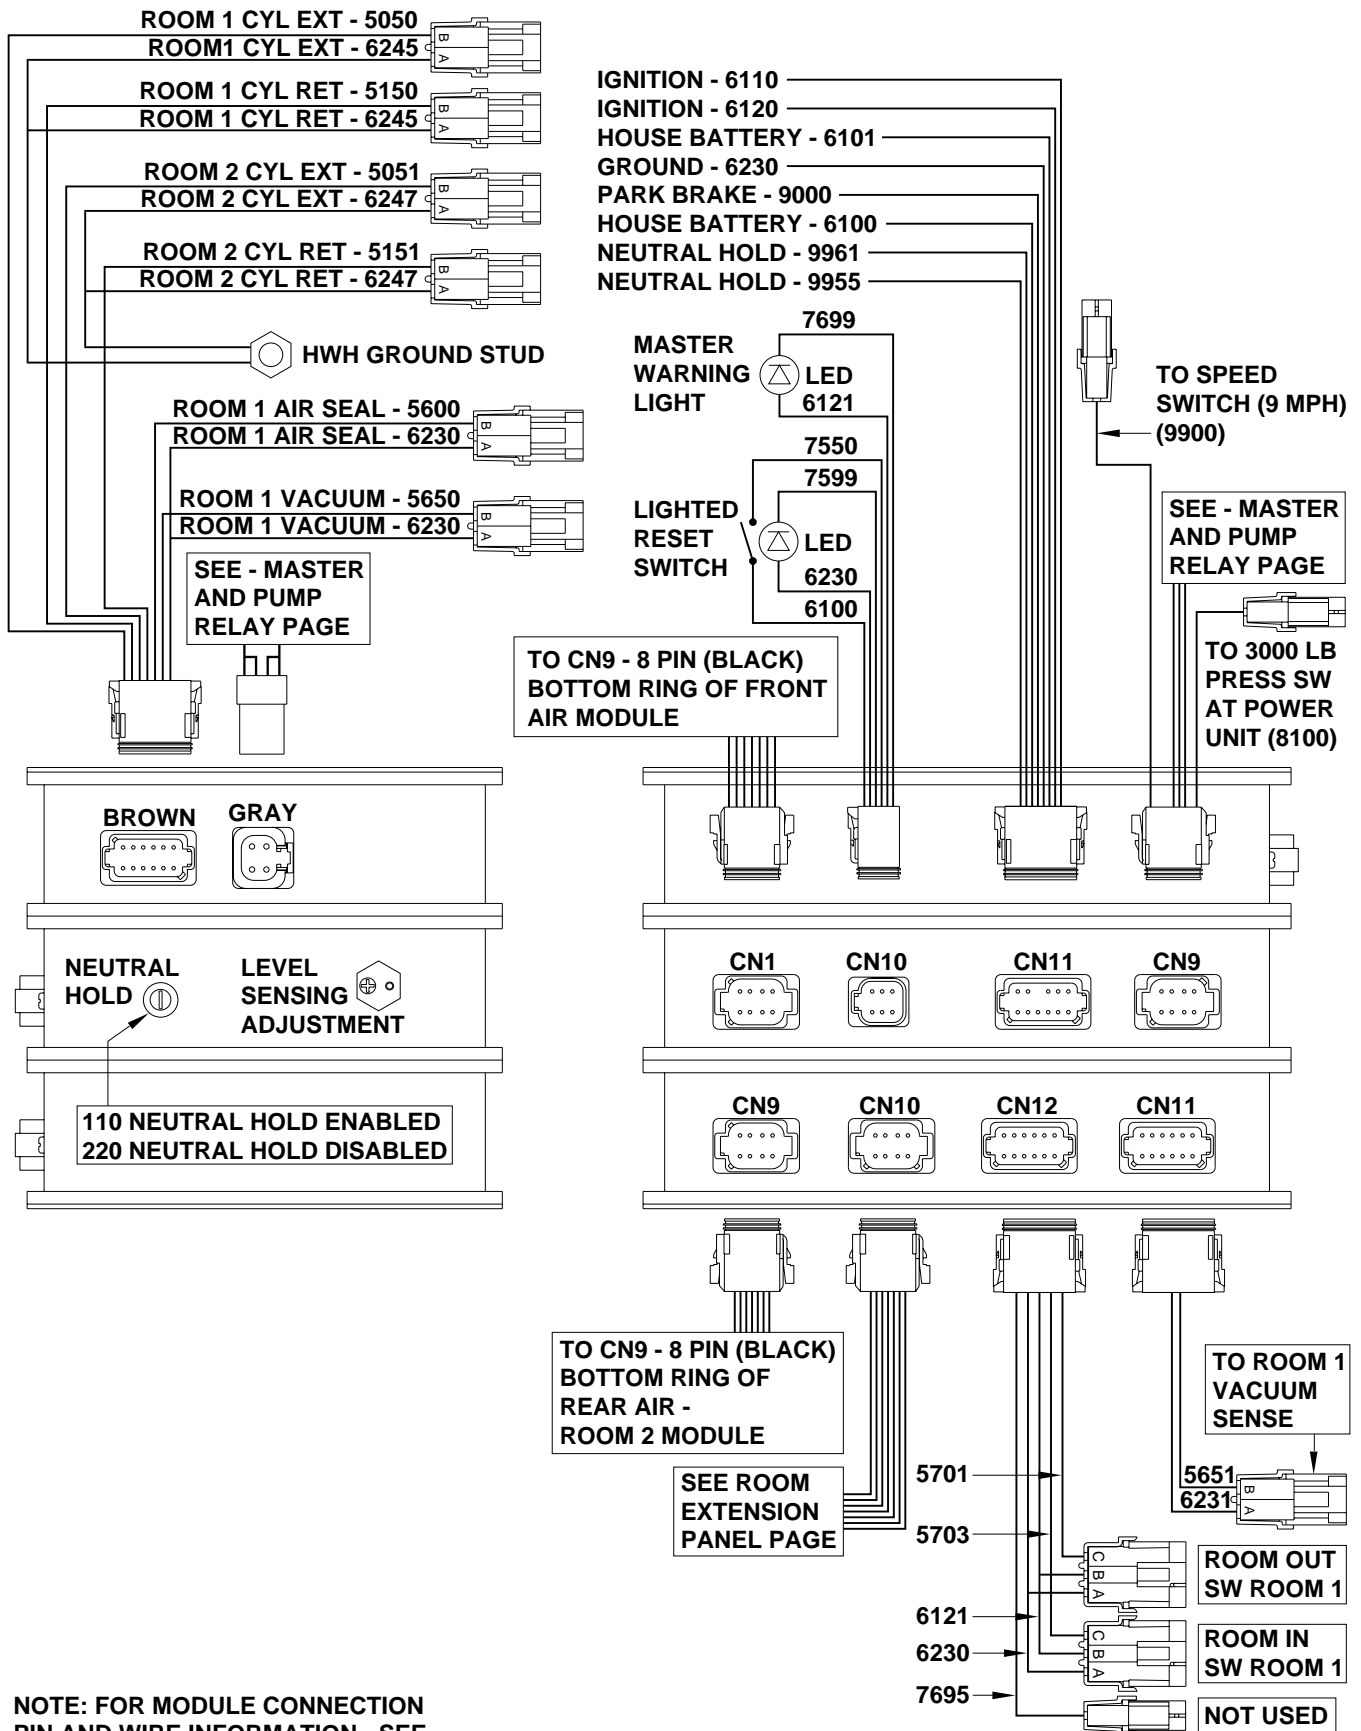 ROOM 1 CYL EXT - 5050
ROOM1 CYL EXT - 6245
B
A
ROOM 1 CYL RET - 5150
ROOM 1 CYL RET - 6245
B
A
ROOM 2 CYL EXT - 5051
ROOM 2 CYL EXT - 6247
B
A
ROOM 2 CYL RET - 5151
ROOM 2 CYL RET - 6247
B
A
HWH GROUND STUD
ROOM 1 AIR SEAL - 5600
ROOM 1 AIR SEAL - 6230
B
A
ROOM 1 VACUUM - 5650
ROOM 1 VACUUM - 6230
B
A
SEE - MASTER
AND PUMP
RELAY PAGE
IGNITION - 6110
IGNITION - 6120
HOUSE BATTERY - 6101
GROUND - 6230
PARK BRAKE - 9000
HOUSE BATTERY - 6100
NEUTRAL HOLD - 9961
NEUTRAL HOLD - 9955
MASTER
WARNING
LIGHT
7699
LED
6121
LIGHTED
RESET
SWITCH
7550
7599
LED
6230
6100
TO SPEED
SWITCH (9 MPH)
(9900)
SEE - MASTER
AND PUMP
RELAY PAGE
TO 3000 LB
PRESS SW
AT POWER
UNIT (8100)
TO CN9 - 8 PIN (BLACK)
BOTTOM RING OF FRONT
AIR MODULE
BROWN
GRAY
NEUTRAL
HOLD
LEVEL
SENSING
ADJUSTMENT
110 NEUTRAL HOLD ENABLED
220 NEUTRAL HOLD DISABLED
CN1
CN10
CN11
CN9
CN9
CN10
CN12
CN11
TO CN9 - 8 PIN (BLACK)
BOTTOM RING OF
REAR AIR -
ROOM 2 MODULE
SEE ROOM
EXTENSION
PANEL PAGE
TO ROOM 1
VACUUM
SENSE
5651
6231
B
A
5701
5703
6121
6230
7695
C
B
A
ROOM OUT
SW ROOM 1
C
B
A
ROOM IN
SW ROOM 1
NOT USED
NOTE: FOR MODULE CONNECTION
PIN AND WIRE INFORMATION - SEE